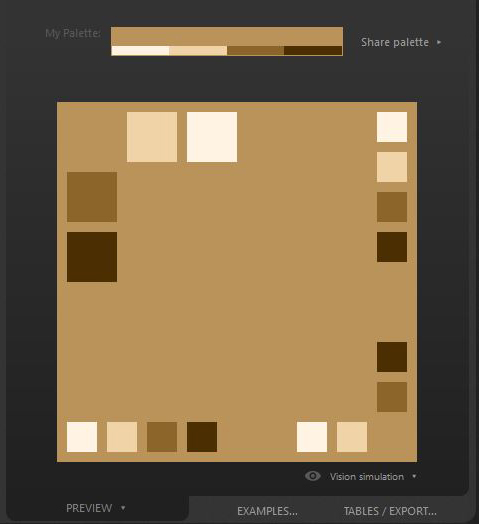 My Palette:
Share palette
Vision simulation
PREVIEW
EXAMPLES...
TABLES / EXPORT...